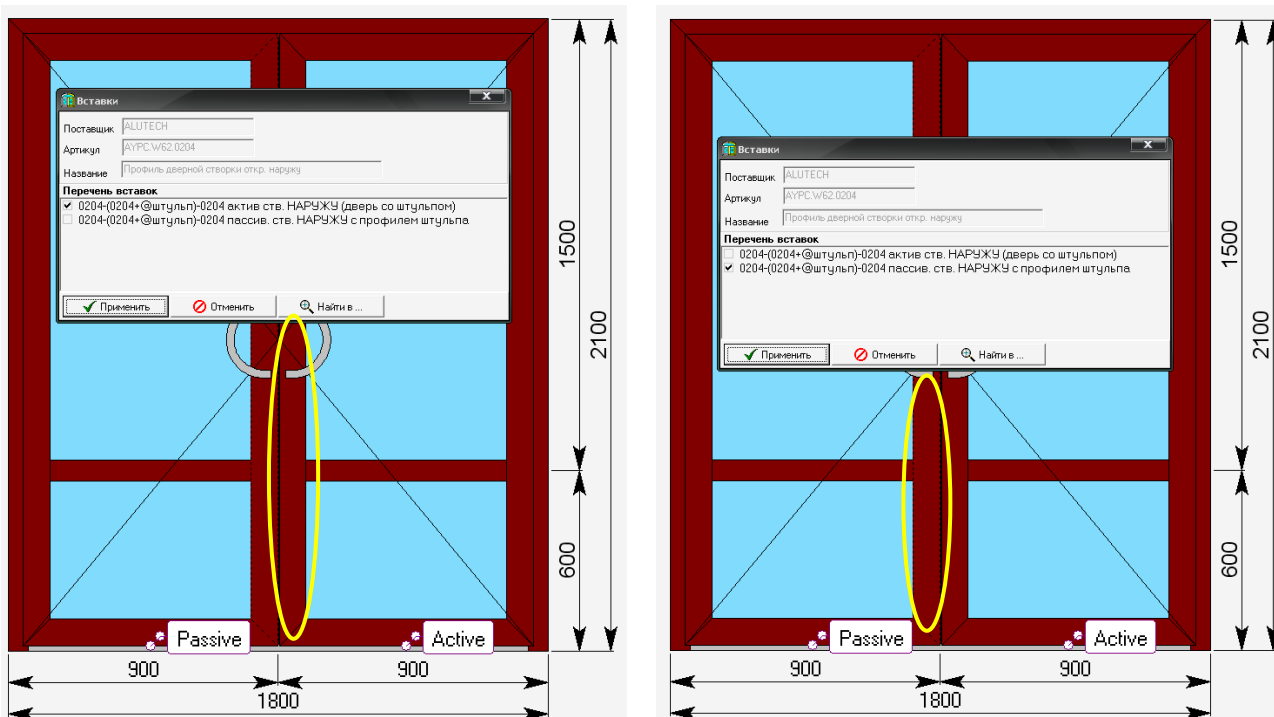 Вставки
Поставщик ALUTECH
Артикул AYPC.W62.0204
Название Профиль дверной створки откр. наружу
Перечень вставок
0204-(0204+@штульп)-0204 актив ств. НАРУЖУ (дверь со штульпом)
0204-(0204+@штульп)-0204 пассив. ств. НАРУЖУ с профилем штульпа
Применить Отменить Найти в ...
1500
2100
600
Passive Active
900 900
1800
Вставки
Поставщик ALUTECH
Артикул AYPC.W62.0204
Название Профиль дверной створки откр. наружу
Перечень вставок
0204-(0204+@штульп)-0204 актив ств. НАРУЖУ (дверь со штульпом)
0204-(0204+@штульп)-0204 пассив. ств. НАРУЖУ с профилем штульпа
Применить Отменить Найти в ...
1500
2100
600
Passive Active
900 900
1800